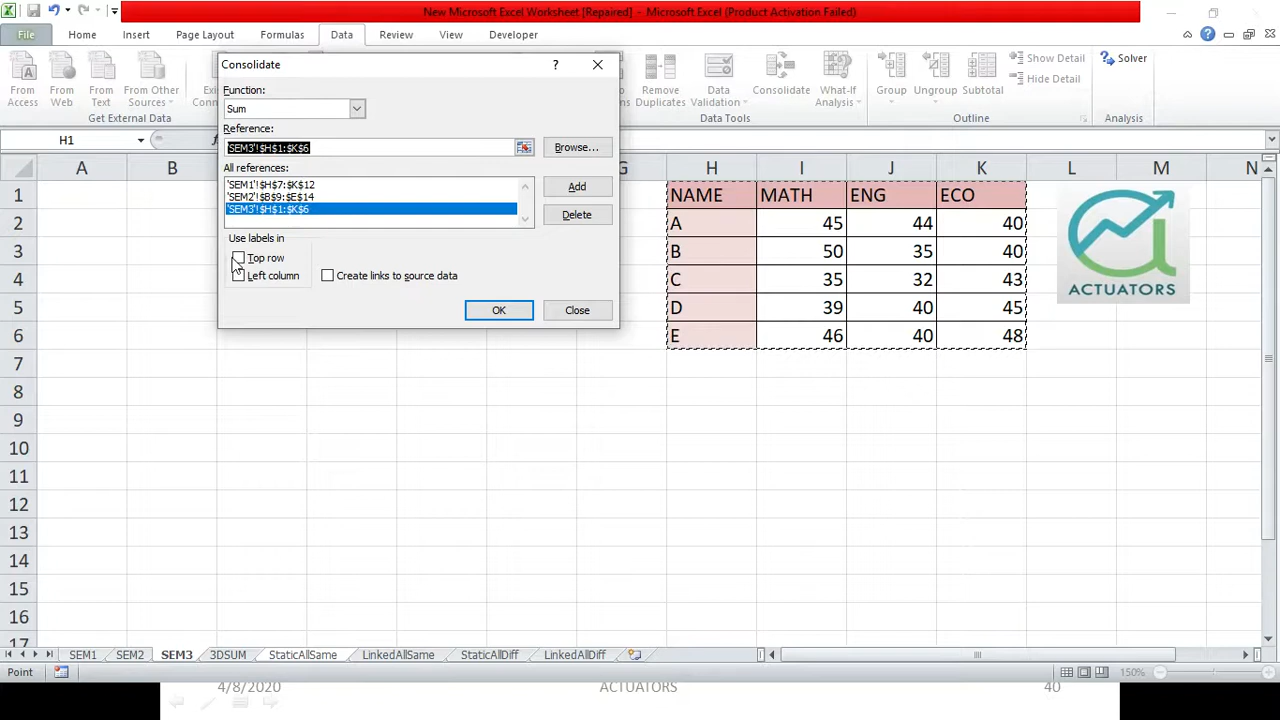 New Microsoft Excel Worksheet [Repaired] – Microsoft Excel (Product Activation Failed)
File Home Insert Page Layout Formulas Data Review View Developer
From Access
From Web
From Text
From Other Sources
Get External Data
Remove Duplicates
Data Validation
Consolidate
What-If Analysis
Data Tools
Group
Ungroup
Subtotal
Show Detail
Hide Detail
Outline
Solver
Analysis
Consolidate
Function:
Sum
Reference:
'SEM3'!$H$1:$K$6
Browse...
All references:
'SEM1'!$H$7:$K$12
'SEM2'!$B$9:$E$14
'SEM3'!$H$1:$K$6
Add
Delete
Use labels in
Top row
Left column
Create links to source data
OK
Close
H1
A B H I J K L M N
1 NAME MATH ENG ECO
2 A 45 44 40
3 B 50 35 40
4 C 35 32 43
5 D 39 40 45
6 E 46 40 48
7
8
9
10
11
12
13
14
15
16
17
ACTUATORS
SEM1 SEM2 SEM3 3DSUM StaticAllSame LinkedAllSame StaticAllDiff LinkedAllDiff
Point 150%
4/8/2020 ACTUATORS 40